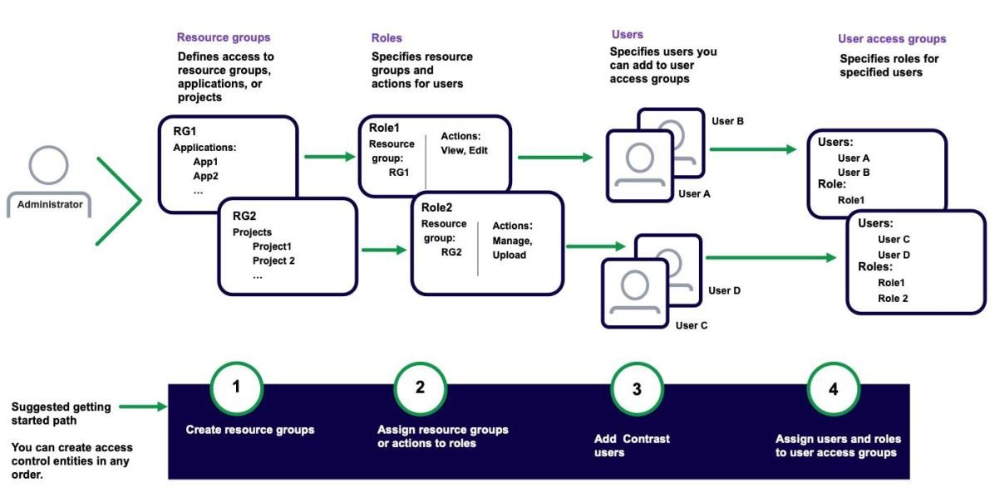 Resource groups
Defines access to
resource groups,
applications, or
projects
Roles
Specifies resource
groups and
actions for users
Users
Specifies users you
can add to user
access groups
User access groups
Specifies roles for
specified users
Administrator
RG1
Applications:
App1
App2
...
RG2
Projects
Project1
Project 2
...
Role1
Resource
group:
RG1
Actions:
View, Edit
Role2
Resource
group:
RG2
Actions:
Manage,
Upload
User B
User A
User D
User C
Users:
User A
User B
Role:
Role1
Users:
User C
User D
Roles:
Role1
Role 2
Suggested getting
started path
You can create access
control entities in any
order.
1
Create resource groups
2
Assign resource groups
or actions to roles
3
Add Contrast
users
4
Assign users and roles
to user access groups